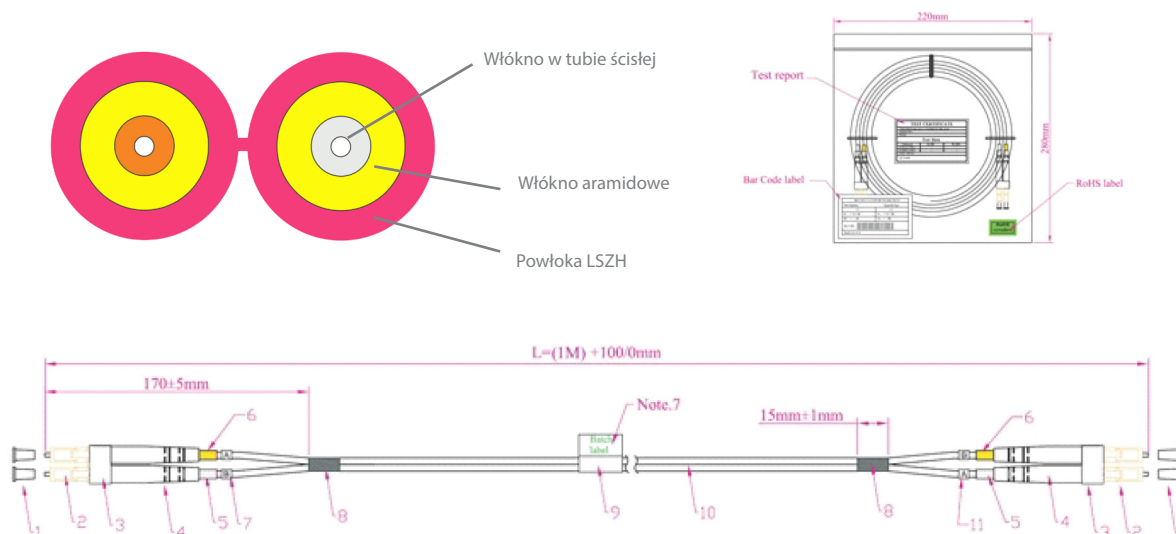 Włókno w tubie ścisłej
Włókno aramidowe
Powłoka LSZH
220mm
280mm
Test report
TEST CERTIFICATE
Bar Code label
RoHS label
L=(1M) +100/0mm
170±5mm
Note.7
15mm±1mm
Batch
label
6
6
A
B
B
A
1
2
3
4
5
7
8
9
10
8
11
5
4
3
2